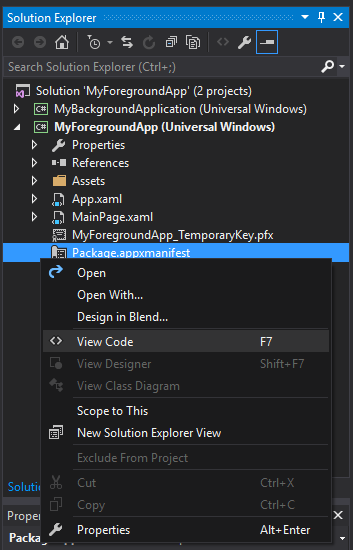 Solution Explorer
Search Solution Explorer (Ctrl+;)
Solution 'MyForegroundApp' (2 projects)
C# MyBackgroundApplication (Universal Windows)
C# MyForegroundApp (Universal Windows)
Properties
References
Assets
App.xaml
MainPage.xaml
MyForegroundApp_TemporaryKey.pfx
Package.appxmanifest
Open
Open With...
Design in Blend...
View Code F7
View Designer Shift+F7
View Class Diagram
Scope to This
New Solution Explorer View
Exclude From Project
Cut Ctrl+X
Copy Ctrl+C
Properties Alt+Enter
Solutio
Proper
Packag